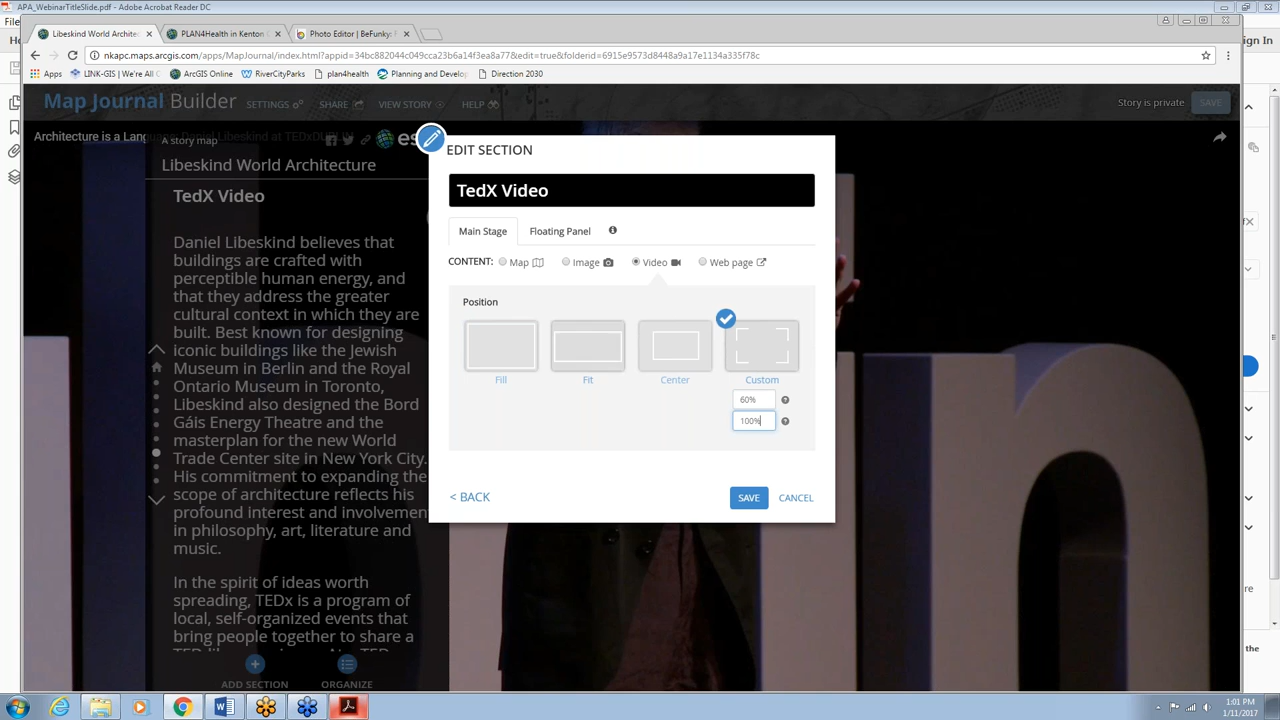 APA_WebinarTitleSlide.pdf - Adobe Acrobat Reader DC
Libeskind World Archite
PLAN4Health in Kenton
Photo Editor | BeFunky: F
nkapc.maps.arcgis.com/apps/MapJournal/index.html?appid=34bc882044c049cca23b6a14f3ea8a77&edit=true&folderid=6915e9573d8448a9a17e1134a335f78c
Apps
LINK-GIS | We're All C
ArcGIS Online
RiverCityParks
plan4health
Planning and Develo
Direction 2030
Map Journal Builder
SETTINGS
SHARE
VIEW STORY
HELP
Story is private
SAVE
Architecture is a Lang
Daniel Libeskind at TEDxDUBLIN
A story map
Libeskind World Architecture
TedX Video
Daniel Libeskind believes that
buildings are crafted with
perceptible human energy, and
that they address the greater
cultural context in which they are
built. Best known for designing
iconic buildings like the Jewish
Museum in Berlin and the Royal
Ontario Museum in Toronto,
Libeskind also designed the Bord
Gáis Energy Theatre and the
masterplan for the new World
Trade Center site in New York City.
His commitment to expanding the
scope of architecture reflects his
profound interest and involvement
in philosophy, art, literature and
music.
In the spirit of ideas worth
spreading, TEDx is a program of
local, self-organized events that
bring people together to share a
ADD SECTION
ORGANIZE
EDIT SECTION
TedX Video
Main Stage
Floating Panel
CONTENT:
Map
Image
Video
Web page
Position
Fill
Fit
Center
Custom
60%
100%
< BACK
SAVE
CANCEL
1:01 PM
1/11/2017